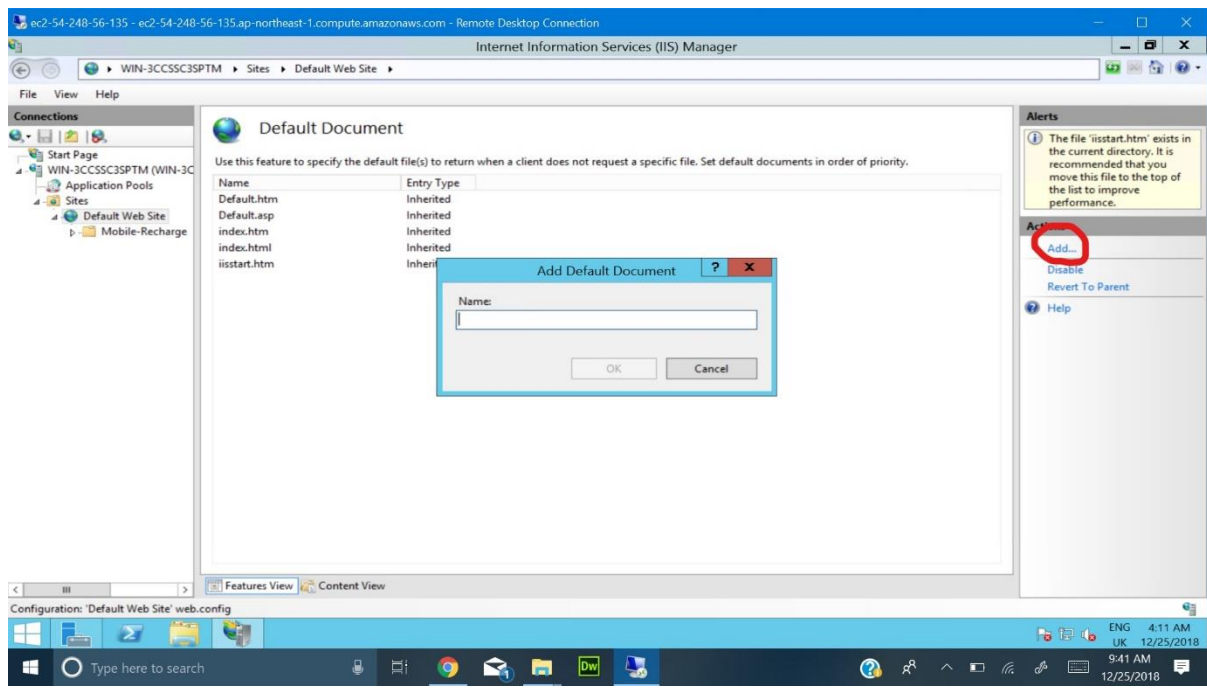 ec2-54-248-56-135 - ec2-54-248-56-135.ap-northeast-1.compute.amazonaws.com - Remote Desktop Connection
Internet Information Services (IIS) Manager
WIN-3CCSSC3SPTM Sites Default Web Site
File View Help
Connections
Start Page
WIN-3CCSSC3SPTM (WIN-3C
Application Pools
Sites
Default Web Site
Mobile-Recharge
Default Document
Use this feature to specify the default file(s) to return when a client does not request a specific file. Set default documents in order of priority.
Name Entry Type
Default.htm Inherited
Default.asp Inherited
index.htm Inherited
index.html Inherited
iisstart.htm Inherit
Add Default Document ? X
Name:
OK Cancel
Alerts
The file 'iisstart.htm' exists in
the current directory. It is
recommended that you
move this file to the top of
the list to improve
performance.
Actions
Add...
Disable
Revert To Parent
Help
Features View Content View
Configuration: 'Default Web Site' web.config
ENG 4:11 AM
UK 12/25/2018
Type here to search
Dw
9:41 AM
12/25/2018